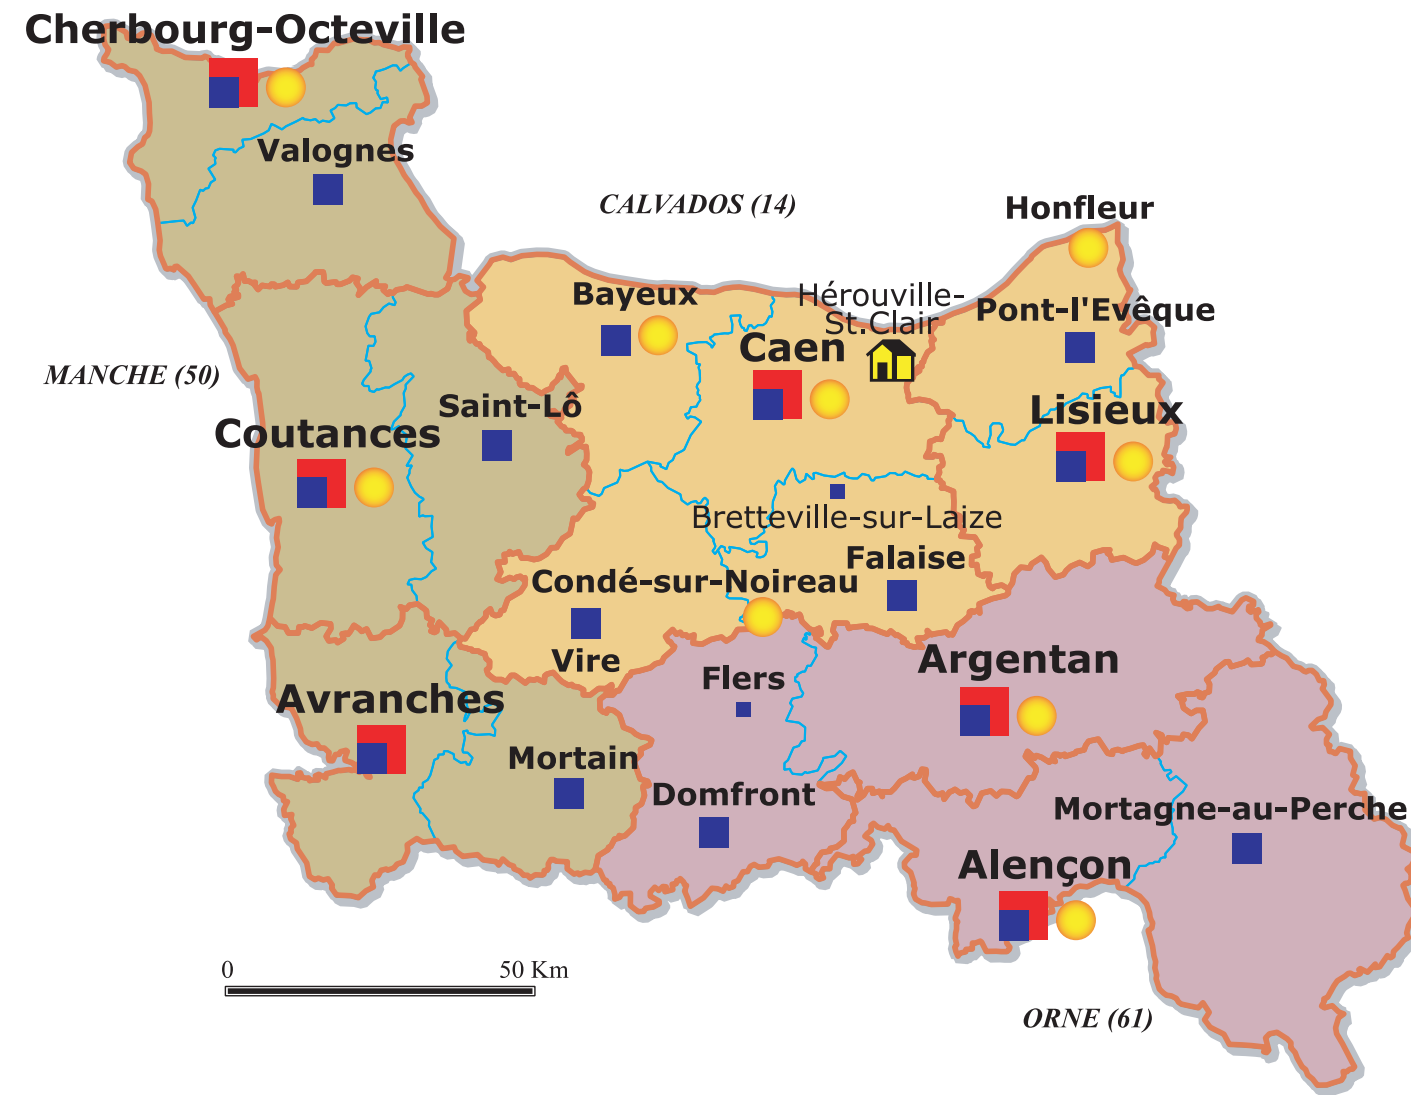 Cherbourg-Octeville
Valognes
CALVADOS (14)
Honfleur
Bayeux
Hérouville-
St.Clair
Pont-l'Evêque
Caen
MANCHE (50)
Saint-Lô
Lisieux
Coutances
Bretteville-sur-Laize
Falaise
Condé-sur-Noireau
Vire
Argentan
Flers
Avranches
Mortain
Domfront
Mortagne-au-Perche
Alençon
0 50 Km
ORNE (61)